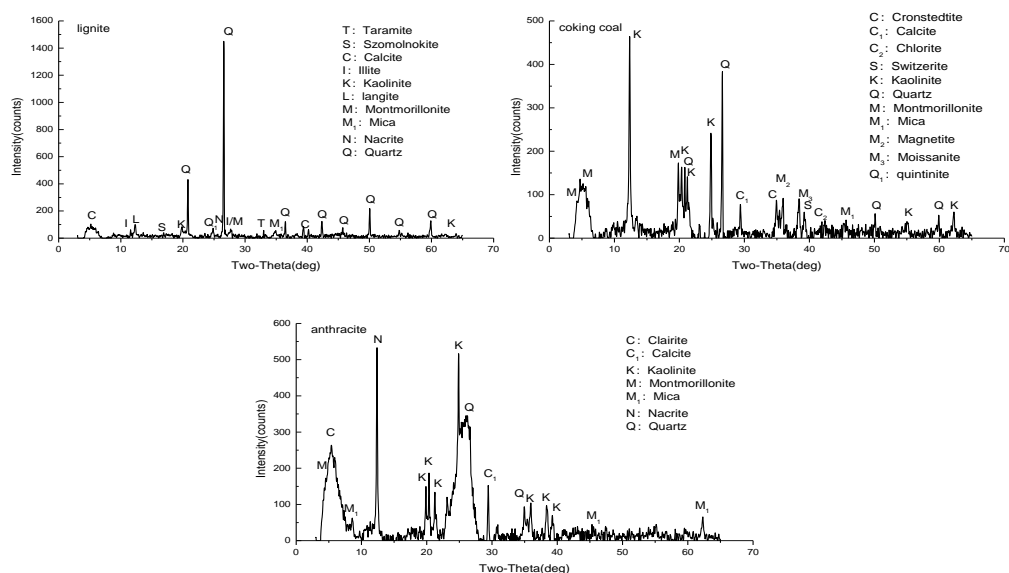 lignite
1600
1400
1200
1000
800
600
400
200
0
Intensity(counts)
0 10 20 30 40 50 60 70
Two-Theta(deg)
C I L S K Q Q N Q I/M T M₁ Q C Q Q Q Q Q K
T: Taramite
S: Szomolnokite
C: Calcite
I: Illite
K: Kaolinite
L: langite
M: Montmorillonite
M₁: Mica
N: Nacrite
Q: Quartz
coking coal
500
400
300
200
100
0
Intensity(counts)
0 10 20 30 40 50 60 70
Two-Theta(deg)
M M K M K Q K K Q C₁ C M₂ M₃ S C₂ M₁ Q K Q K
C: Cronstedtite
C₁: Calcite
C₂: Chlorite
S: Switzerite
K: Kaolinite
Q: Quartz
M: Montmorillonite
M₁: Mica
M₂: Magnetite
M₃: Moissanite
Q₁: quintinite
anthracite
600
500
400
300
200
100
0
Intensity(counts)
0 10 20 30 40 50 60 70
Two-Theta(deg)
M C M₁ N K K K K Q C₁ Q K K K M₁ M₁
C: Clairite
C₁: Calcite
K: Kaolinite
M: Montmorillonite
M₁: Mica
N: Nacrite
Q: Quartz